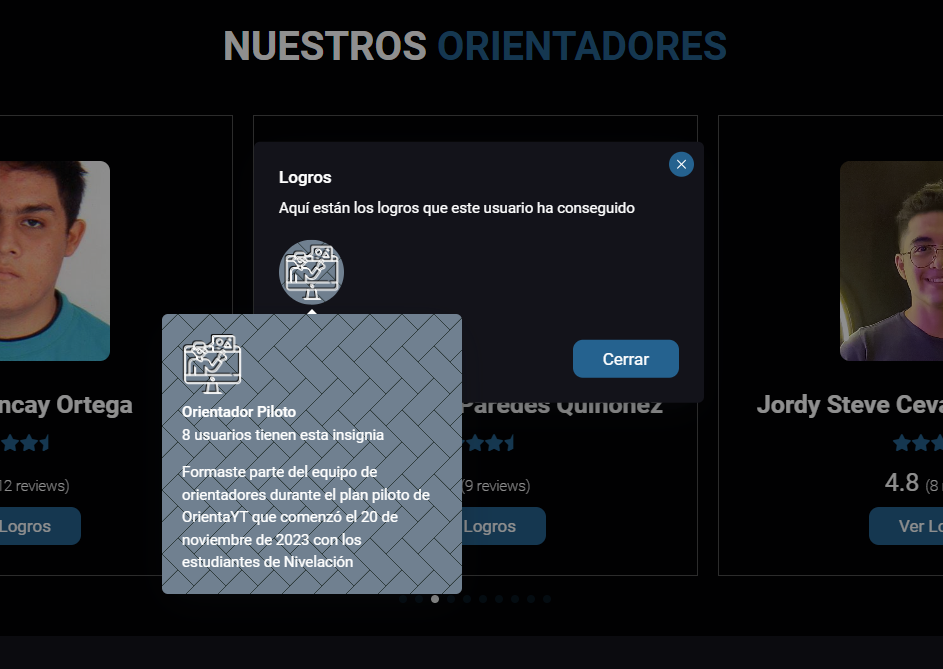 NUESTROS ORIENTADORES
Logros
Aquí están los logros que este usuario ha conseguido
Cerrar
Orientador Piloto
8 usuarios tienen esta insignia
Formaste parte del equipo de
orientadores durante el plan piloto de
OrientaYT que comenzó el 20 de
noviembre de 2023 con los
estudiantes de Nivelación
Ortega
Paredes Quiñonez
Jordy Steve
12 reviews)
(9 reviews)
4.8 (8
Logros
Logros
Ver